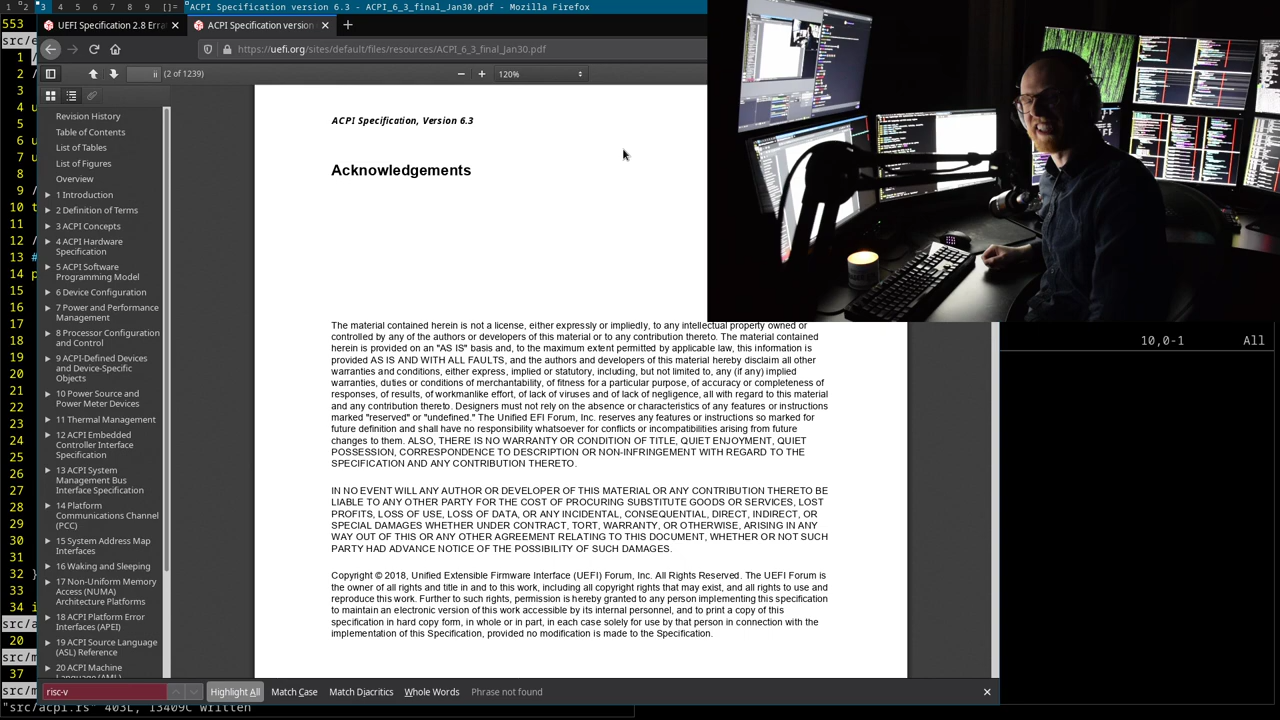 1 2 3 4 5 6 7 8 9 []= ACPI Specification version 6.3 - ACPI_6_3_final_Jan30.pdf - Mozilla Firefox
UEFI Specification 2.8 Erra
ACPI Specification version
https://uefi.org/sites/default/files/resources/ACPI_6_3_final_Jan30.pdf
ii (2 of 1239)
120%
Revision History
Table of Contents
List of Tables
List of Figures
Overview
1 Introduction
2 Definition of Terms
3 ACPI Concepts
4 ACPI Hardware
Specification
5 ACPI Software
Programming Model
6 Device Configuration
7 Power and Performance
Management
8 Processor Configuration
and Control
9 ACPI-Defined Devices
and Device-Specific
Objects
10 Power Source and
Power Meter Devices
11 Thermal Management
12 ACPI Embedded
Controller Interface
Specification
13 ACPI System
Management Bus
Interface Specification
14 Platform
Communications Channel
(PCC)
15 System Address Map
Interfaces
16 Waking and Sleeping
17 Non-Uniform Memory
Access (NUMA)
Architecture Platforms
18 ACPI Platform Error
Interfaces (APEI)
19 ACPI Source Language
(ASL) Reference
20 ACPI Machine
Language (AML)
ACPI Specification, Version 6.3
Acknowledgements
The material contained herein is not a license, either expressly or impliedly, to any intellectual property owned or
controlled by any of the authors or developers of this material or to any contribution thereto. The material contained
herein is provided on an "AS IS" basis and, to the maximum extent permitted by applicable law, this information is
provided AS IS AND WITH ALL FAULTS, and the authors and developers of this material hereby disclaim all other
warranties and conditions, either express, implied or statutory, including, but not limited to, any (if any) implied
warranties, duties or conditions of merchantability, of fitness for a particular purpose, of accuracy or completeness of
responses, of results, of workmanlike effort, of lack of viruses and of lack of negligence, all with regard to this material
and any contribution thereto. Designers must not rely on the absence or characteristics of any features or instructions
marked "reserved" or "undefined." The Unified EFI Forum, Inc. reserves any features or instructions so marked for
future definition and shall have no responsibility whatsoever for conflicts or incompatibilities arising from future
changes to them. ALSO, THERE IS NO WARRANTY OR CONDITION OF TITLE, QUIET ENJOYMENT, QUIET
POSSESSION, CORRESPONDENCE TO DESCRIPTION OR NON-INFRINGEMENT WITH REGARD TO THE
SPECIFICATION AND ANY CONTRIBUTION THERETO.
IN NO EVENT WILL ANY AUTHOR OR DEVELOPER OF THIS MATERIAL OR ANY CONTRIBUTION THERETO BE
LIABLE TO ANY OTHER PARTY FOR THE COST OF PROCURING SUBSTITUTE GOODS OR SERVICES, LOST
PROFITS, LOSS OF USE, LOSS OF DATA, OR ANY INCIDENTAL, CONSEQUENTIAL, DIRECT, INDIRECT, OR
SPECIAL DAMAGES WHETHER UNDER CONTRACT, TORT, WARRANTY, OR OTHERWISE, ARISING IN ANY
WAY OUT OF THIS OR ANY OTHER AGREEMENT RELATING TO THIS DOCUMENT, WHETHER OR NOT SUCH
PARTY HAD ADVANCE NOTICE OF THE POSSIBILITY OF SUCH DAMAGES.
Copyright © 2018, Unified Extensible Firmware Interface (UEFI) Forum, Inc. All Rights Reserved. The UEFI Forum is
the owner of all rights and title in and to this work, including all copyright rights that may exist, and all rights to use and
reproduce this work. Further to such rights, permission is hereby granted to any person implementing this specification
to maintain an electronic version of this work accessible by its internal personnel, and to print a copy of this
specification in hard copy form, in whole or in part, in each case solely for use by that person in connection with the
implementation of this Specification, provided no modification is made to the Specification.
10,0-1 All
risc-v
Highlight All Match Case Match Diacritics Whole Words Phrase not found
"src/acpi.rs" 403L, 13409C written